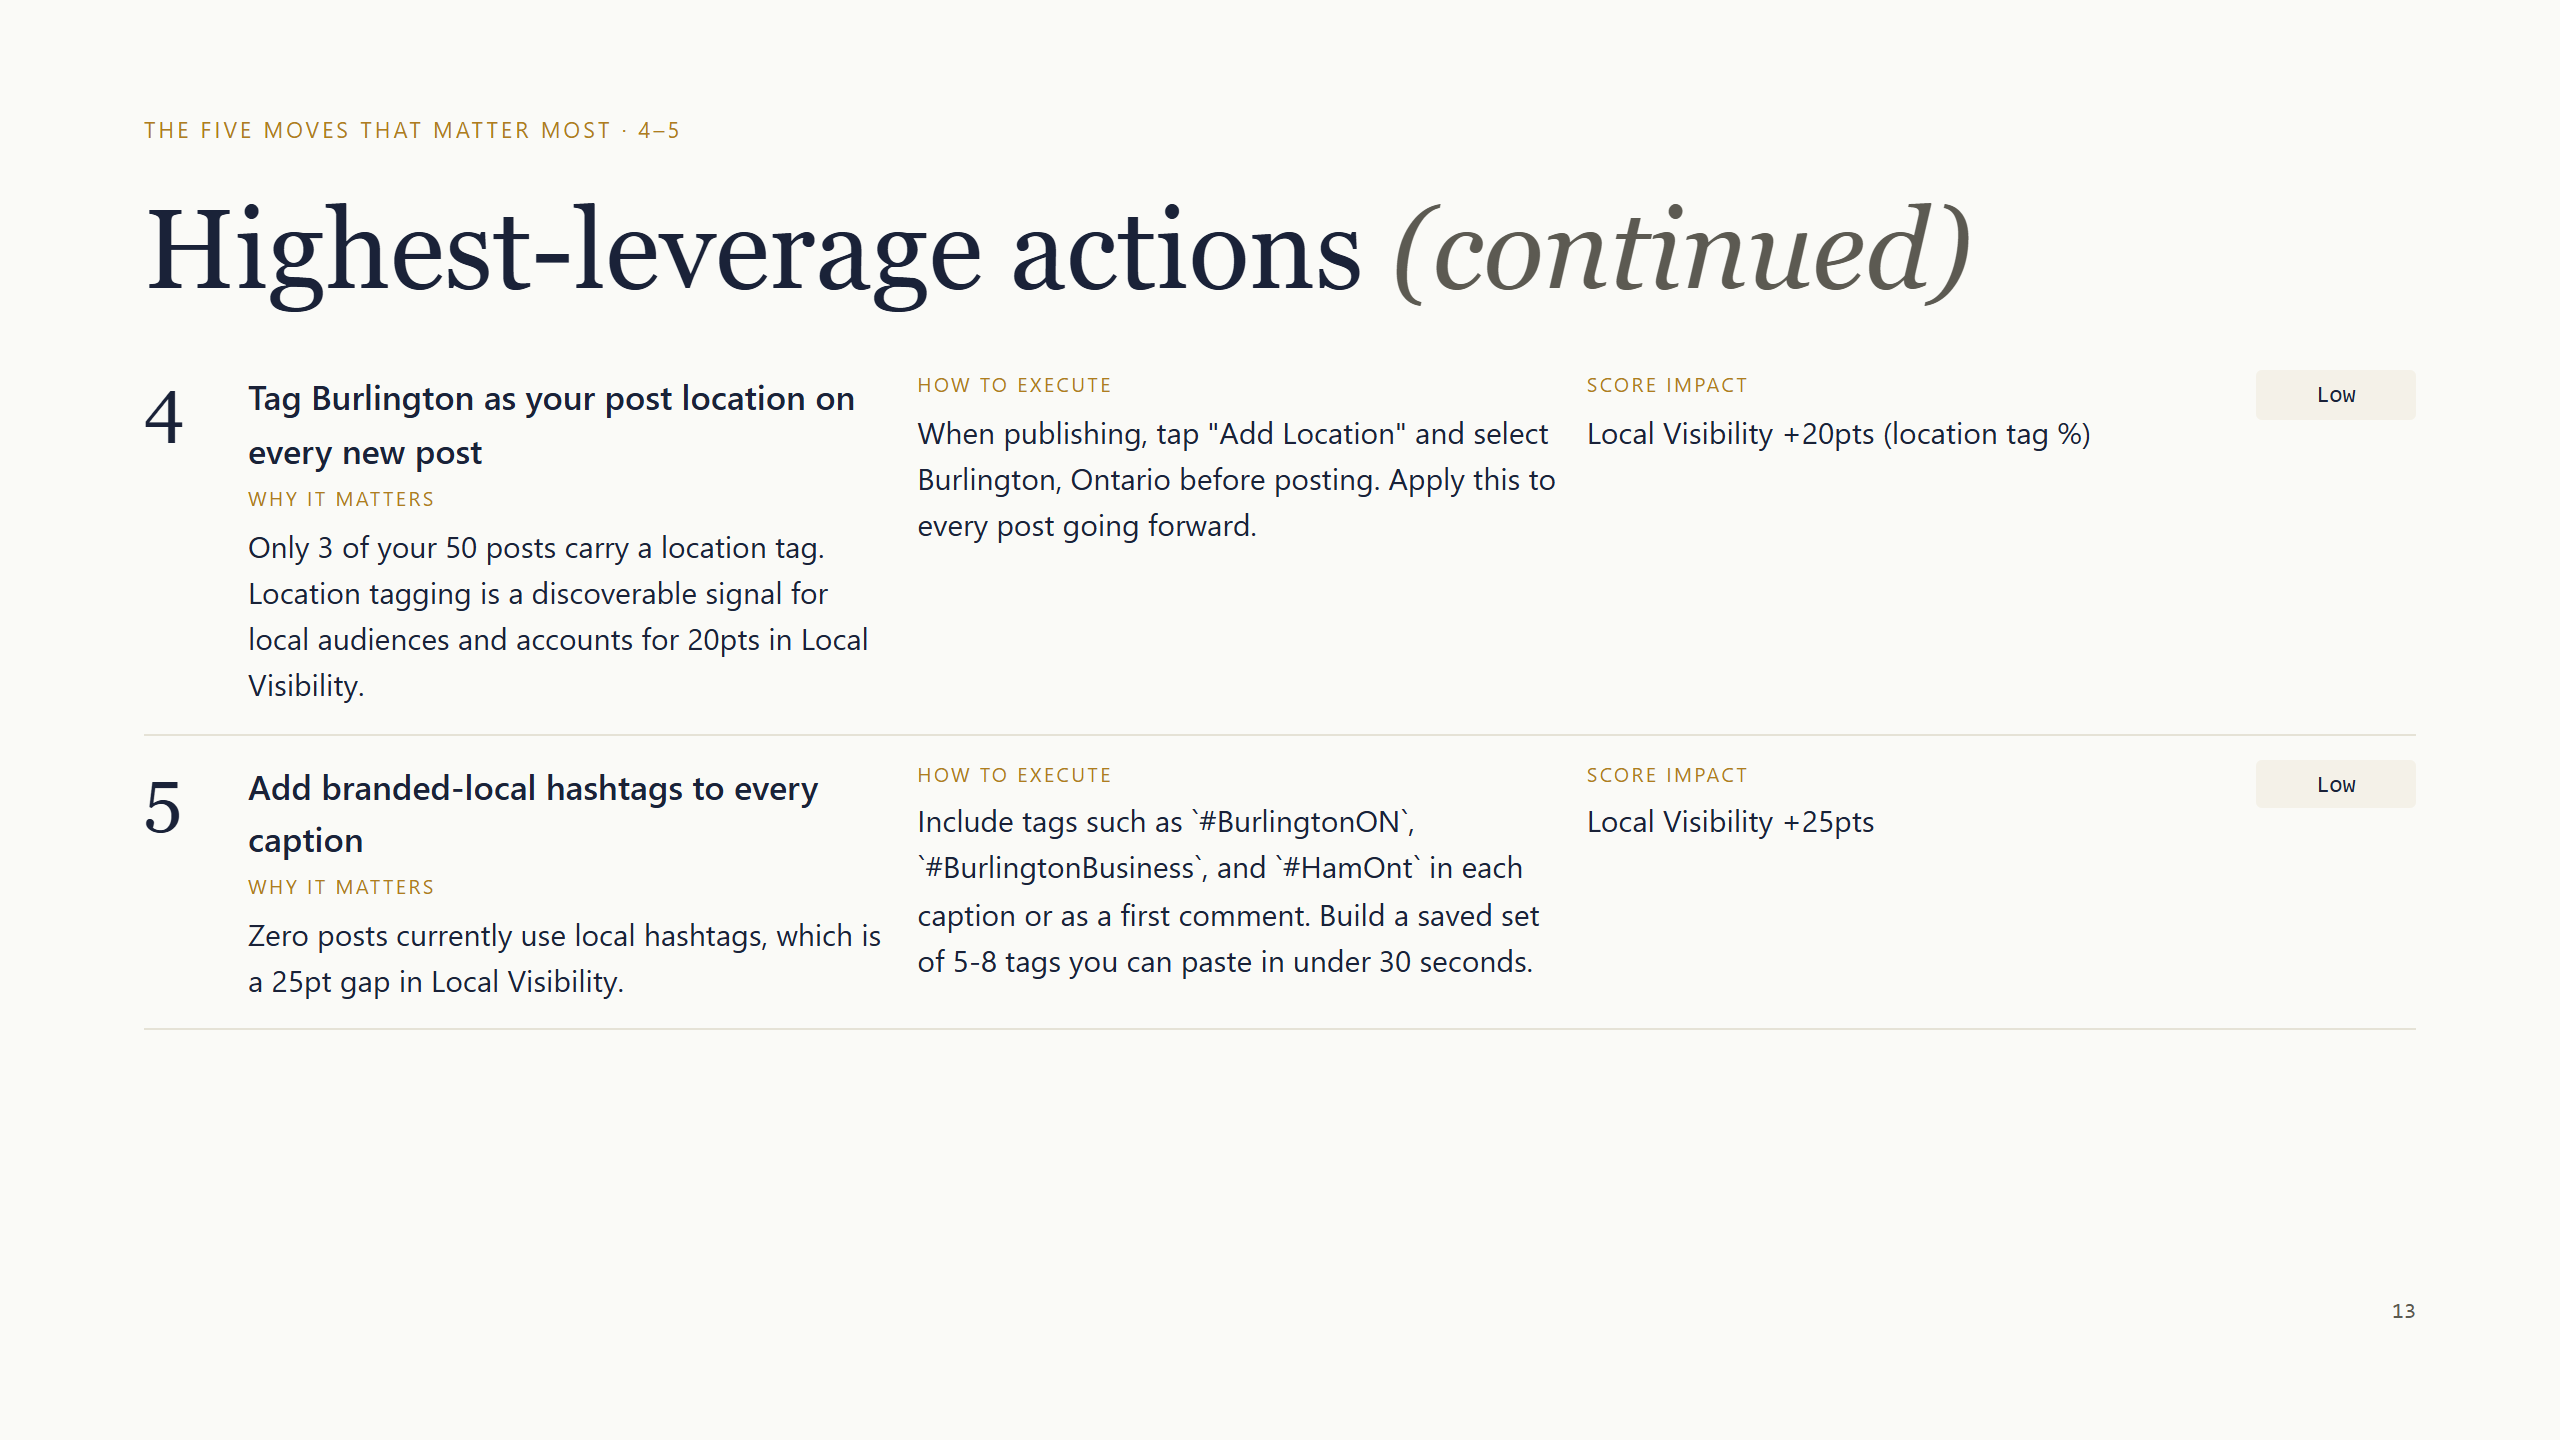 THE FIVE MOVES THAT MATTER MOST · 4–5
Highest-leverage actions (continued)
4
Tag Burlington as your post location on
every new post
WHY IT MATTERS
Only 3 of your 50 posts carry a location tag.
Location tagging is a discoverable signal for
local audiences and accounts for 20pts in Local
Visibility.
HOW TO EXECUTE
When publishing, tap "Add Location" and select
Burlington, Ontario before posting. Apply this to
every post going forward.
SCORE IMPACT
Local Visibility +20pts (location tag %)
Low
5
Add branded-local hashtags to every
caption
WHY IT MATTERS
Zero posts currently use local hashtags, which is
a 25pt gap in Local Visibility.
HOW TO EXECUTE
Include tags such as `#BurlingtonON`,
`#BurlingtonBusiness`, and `#HamOnt` in each
caption or as a first comment. Build a saved set
of 5-8 tags you can paste in under 30 seconds.
SCORE IMPACT
Local Visibility +25pts
Low
13